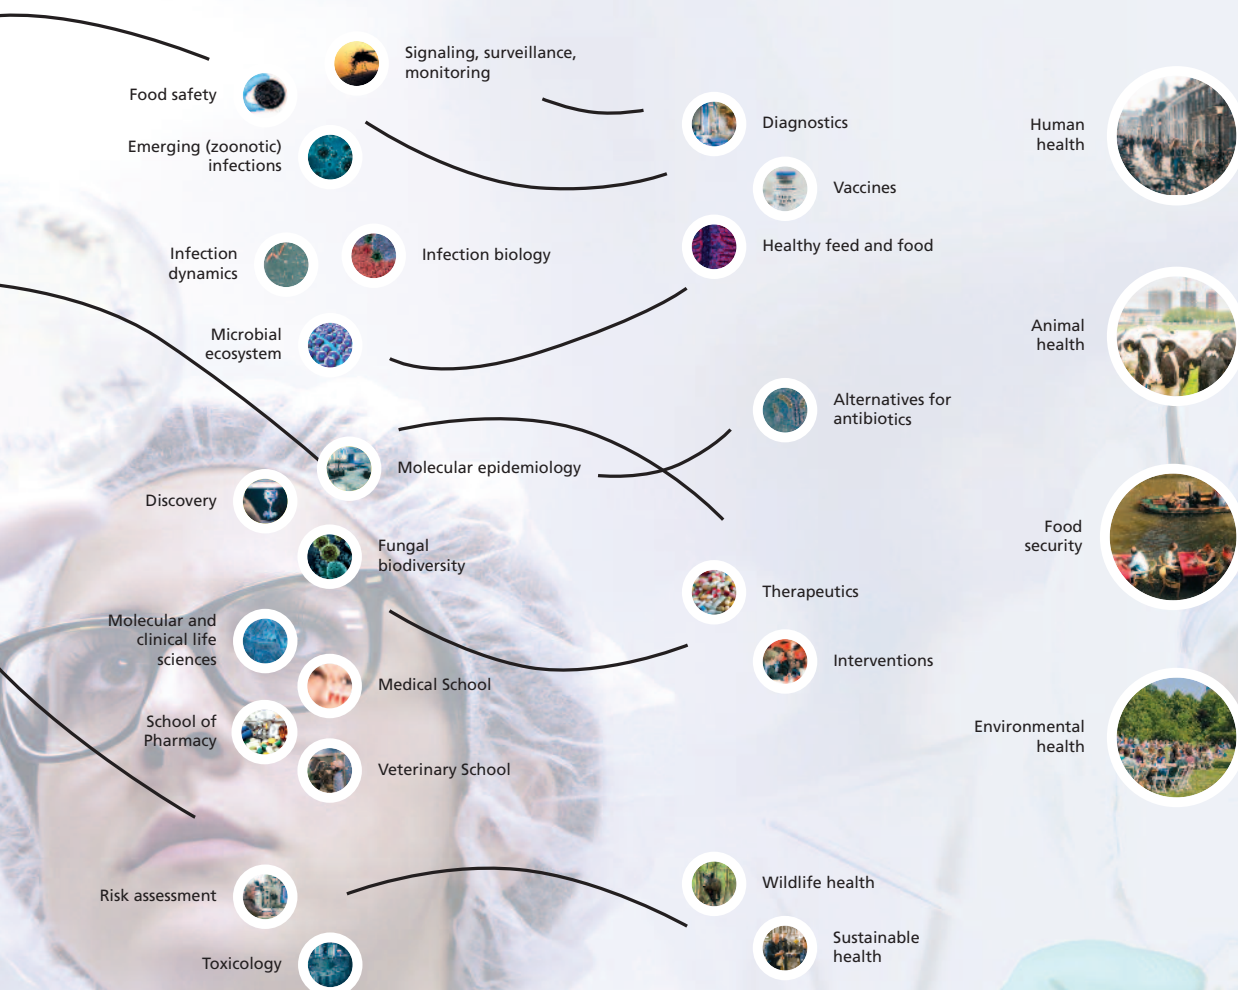 Signaling, surveillance,
monitoring
Food safety
Emerging (zoonotic)
infections
Infection
dynamics
Infection biology
Microbial
ecosystem
Molecular epidemiology
Discovery
Fungal
biodiversity
Molecular and
clinical life
sciences
Medical School
School of
Pharmacy
Veterinary School
Risk assessment
Toxicology
Diagnostics
Vaccines
Healthy feed and food
Alternatives for
antibiotics
Therapeutics
Interventions
Wildlife health
Sustainable
health
Human
health
Animal
health
Food
security
Environmental
health